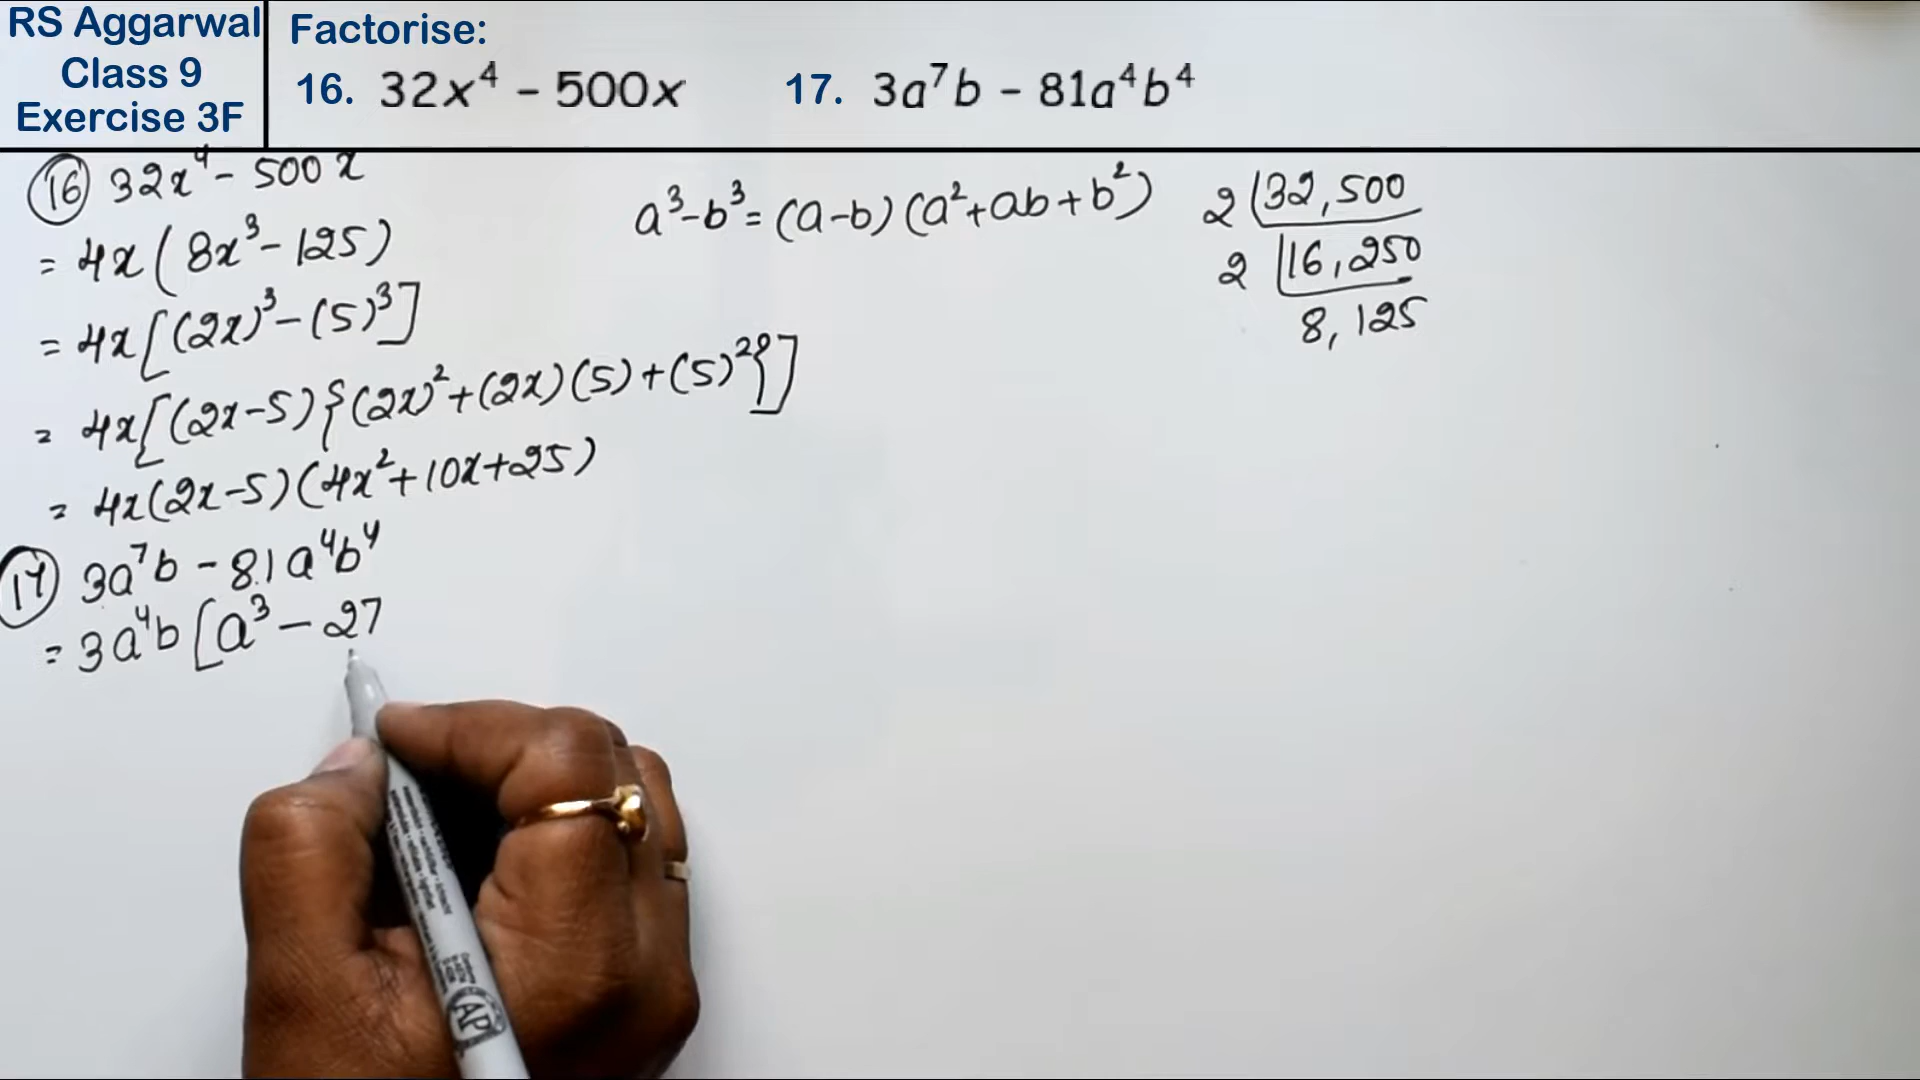 RS Aggarwal
Class 9
Exercise 3F
Factorise:
16. 32x⁴ - 500x
17. 3a⁷b - 81a⁴b⁴
16 32x⁴ - 500x
= 4x(8x³ - 125)
= 4x[(2x)³ - (5)³]
= 4x[(2x-5){(2x)²+(2x)(5)+(5)²}]
= 4x(2x-5)(4x²+10x+25)
17 3a⁷b - 81a⁴b⁴
= 3a⁴b[a³ - 27
a³-b³=(a-b)(a²+ab+b²)
2 32,500
2 16,250
8,125